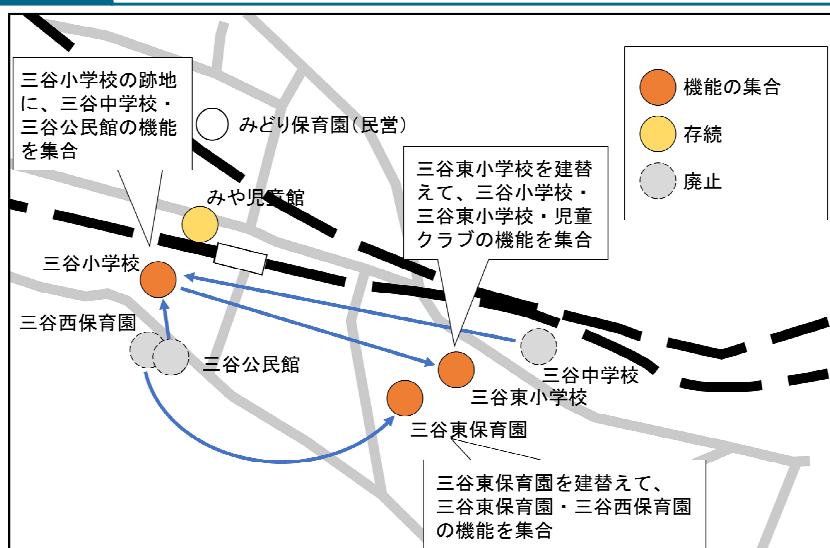 三谷小学校の跡地
に、三谷中学校・
三谷公民館の機能
を集合
みどり保育園(民営)
みや児童館
三谷小学校
三谷西保育園
三谷公民館
三谷東小学校を建替
えて、三谷小学校・
三谷東小学校・児童
クラブの機能を集合
機能の集合
存続
廃止
三谷中学校
三谷東小学校
三谷東保育園
三谷東保育園を建替えて、
三谷東保育園・三谷西保育園
の機能を集合